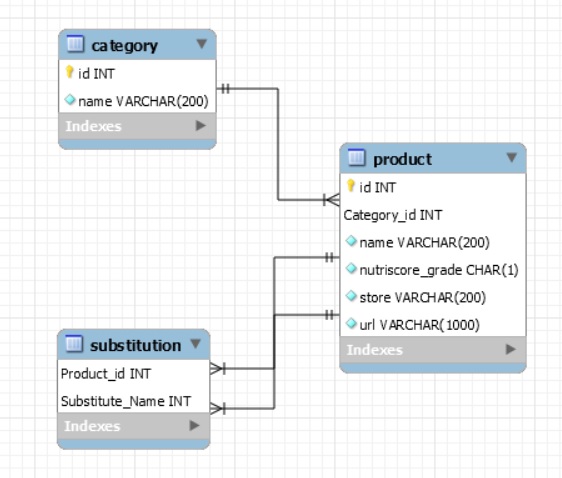 category
id INT
name VARCHAR(200)
Indexes
product
id INT
Category_id INT
name VARCHAR(200)
nutriscore_grade CHAR(1)
store VARCHAR(200)
url VARCHAR(1000)
Indexes
substitution
Product_id INT
Substitute_Name INT
Indexes